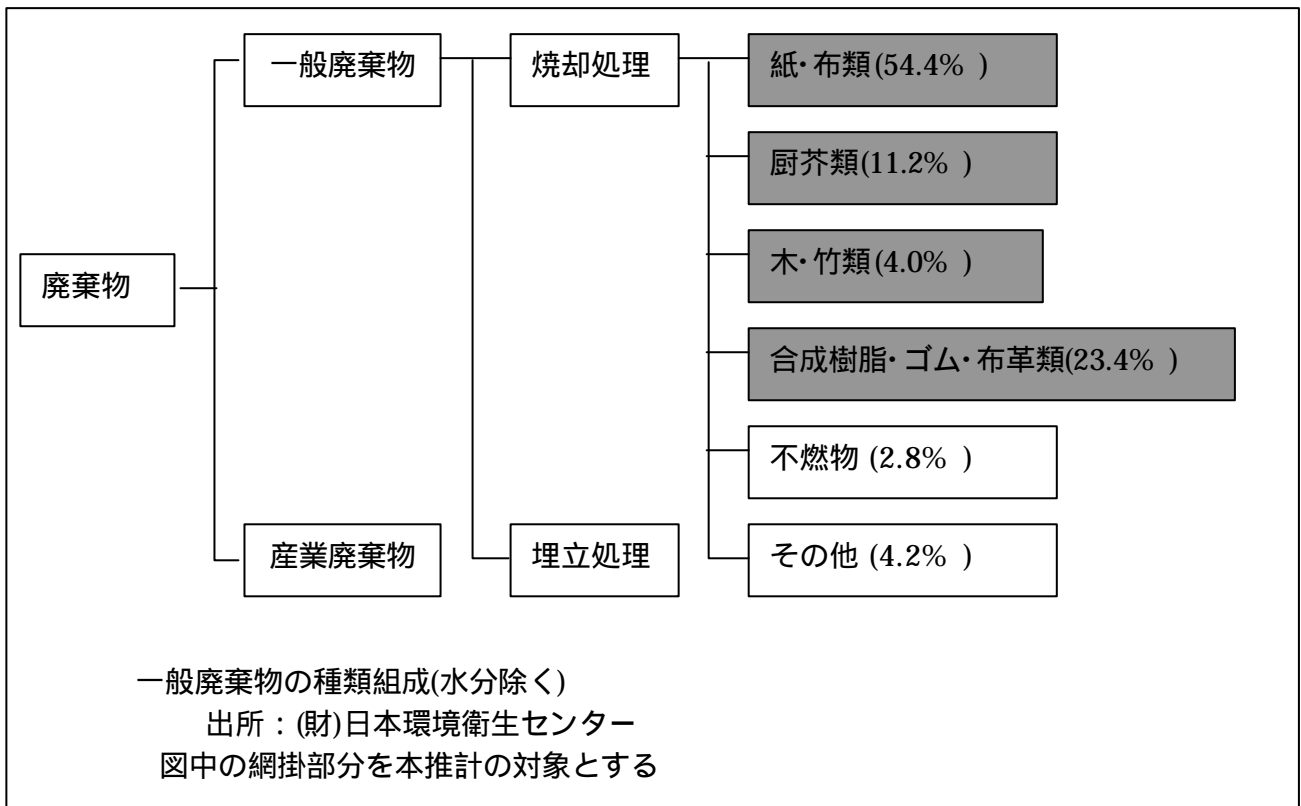 一般廃棄物
焼却処理
紙・布類(54.4% )
厨芥類(11.2% )
木・竹類(4.0% )
廃棄物
合成樹脂・ゴム・布革類(23.4% )
不燃物 (2.8% )
産業廃棄物
埋立処理
その他 (4.2% )
一般廃棄物の種類組成(水分除く)
出所：(財)日本環境衛生センター
図中の網掛部分を本推計の対象とする